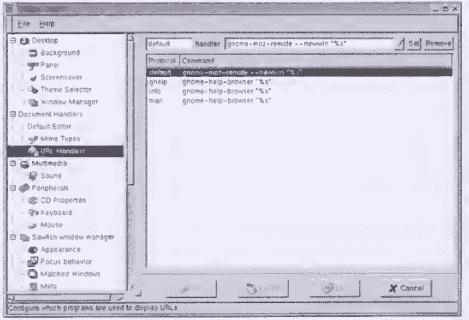 File Help
Desktop
Background
Panel
Screensaver
Theme Selector
Window Manager
Document Handlers
Default Editor
Mime Types
URL Handlers
Multimedia
Sound
Peripherals
CD Properties
Keyboard
Mouse
Sawfish window manager
Appearance
Focus behavior
Matched Windows
Meta
default handler gnome-moz-remote --newwin "%s" Set Remove
Protocol Command
default gnome-moz-remote --newwin "%s"
ghelp gnome-help-browser "%s"
info gnome-help-browser "%s"
man gnome-help-browser "%s"
Cancel
Configure which programs are used to display URLs